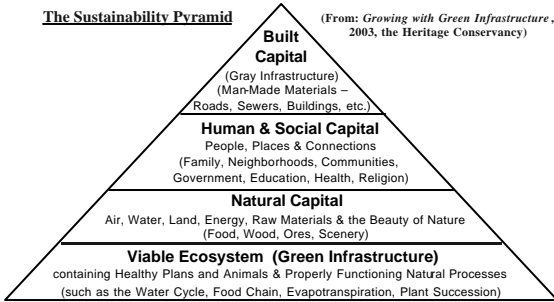 The Sustainability Pyramid
(From: Growing with Green Infrastructure,
2003, the Heritage Conservancy)
Built
Capital
(Gray Infrastructure)
(Man-Made Materials –
Roads, Sewers, Buildings, etc.)
Human & Social Capital
People, Places & Connections
(Family, Neighborhoods, Communities,
Government, Education, Health, Religion)
Natural Capital
Air, Water, Land, Energy, Raw Materials & the Beauty of Nature
(Food, Wood, Ores, Scenery)
Viable Ecosystem (Green Infrastructure)
containing Healthy Plans and Animals & Properly Functioning Natural Processes
(such as the Water Cycle, Food Chain, Evapotranspiration, Plant Succession)